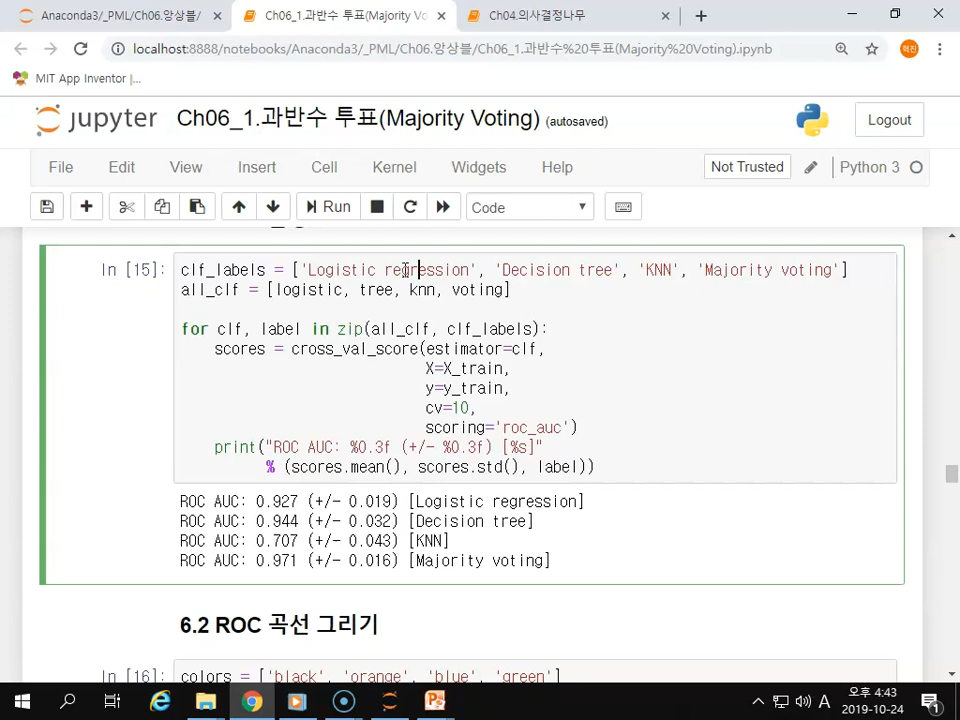 Anaconda3/_PML/Ch06.앙상블/
Ch06_1.과반수 투표(Majority Vot
Ch04.의사결정나무
localhost:8888/notebooks/Anaconda3/_PML/Ch06.앙상블/Ch06_1.과반수%20투표(Majority%20Voting).ipynb
혁진
MIT App Inventor |...
jupyter
Ch06_1.과반수 투표(Majority Voting) (autosaved)
Logout
File Edit View Insert Cell Kernel Widgets Help
Not Trusted
Python 3
Run
Code
In [15]: clf_labels = ['Logistic regression', 'Decision tree', 'KNN', 'Majority voting']
all_clf = [logistic, tree, knn, voting]
for clf, label in zip(all_clf, clf_labels):
scores = cross_val_score(estimator=clf,
X=X_train,
y=y_train,
cv=10,
scoring='roc_auc')
print("ROC AUC: %0.3f (+/- %0.3f) [%s]"
% (scores.mean(), scores.std(), label))
ROC AUC: 0.927 (+/- 0.019) [Logistic regression]
ROC AUC: 0.944 (+/- 0.032) [Decision tree]
ROC AUC: 0.707 (+/- 0.043) [KNN]
ROC AUC: 0.971 (+/- 0.016) [Majority voting]
6.2 ROC 곡선 그리기
In [16]: colors = ['black', 'orange', 'blue', 'green']
A
오후 4:43
2019-10-24
1